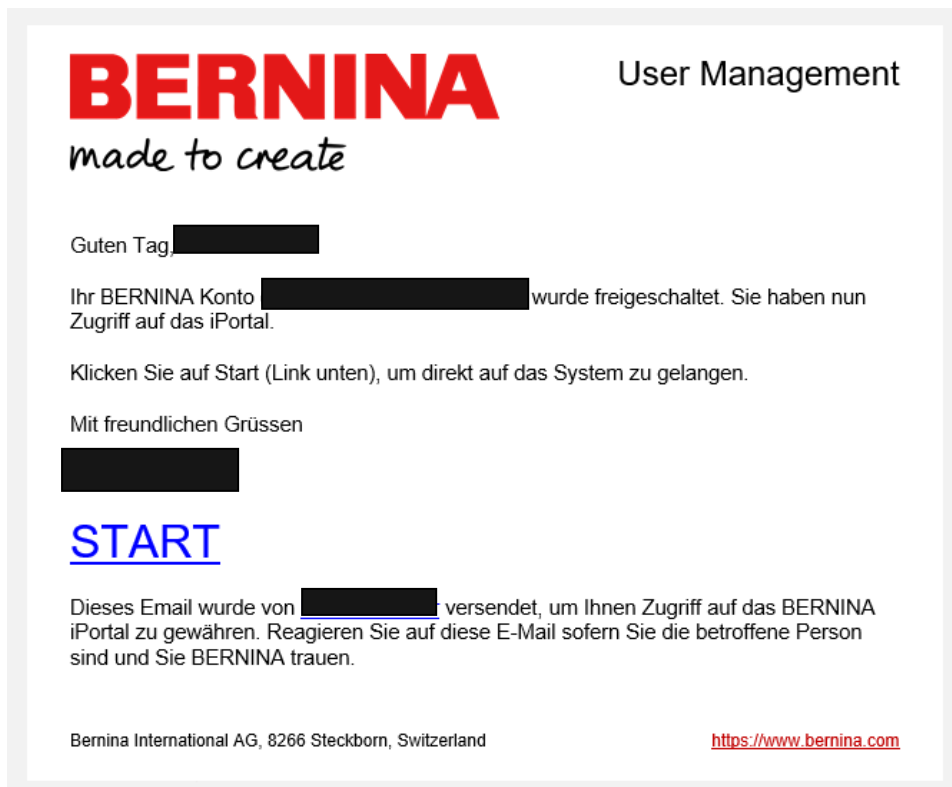 BERNINA
User Management
made to create
Guten Tag,
Ihr BERNINA Konto wurde freigeschaltet. Sie haben nun
Zugriff auf das iPortal.
Klicken Sie auf Start (Link unten), um direkt auf das System zu gelangen.
Mit freundlichen Grüssen
START
Dieses Email wurde von versendet, um Ihnen Zugriff auf das BERNINA
iPortal zu gewähren. Reagieren Sie auf diese E-Mail sofern Sie die betroffene Person
sind und Sie BERNINA trauen.
Bernina International AG, 8266 Steckborn, Switzerland
https://www.bernina.com